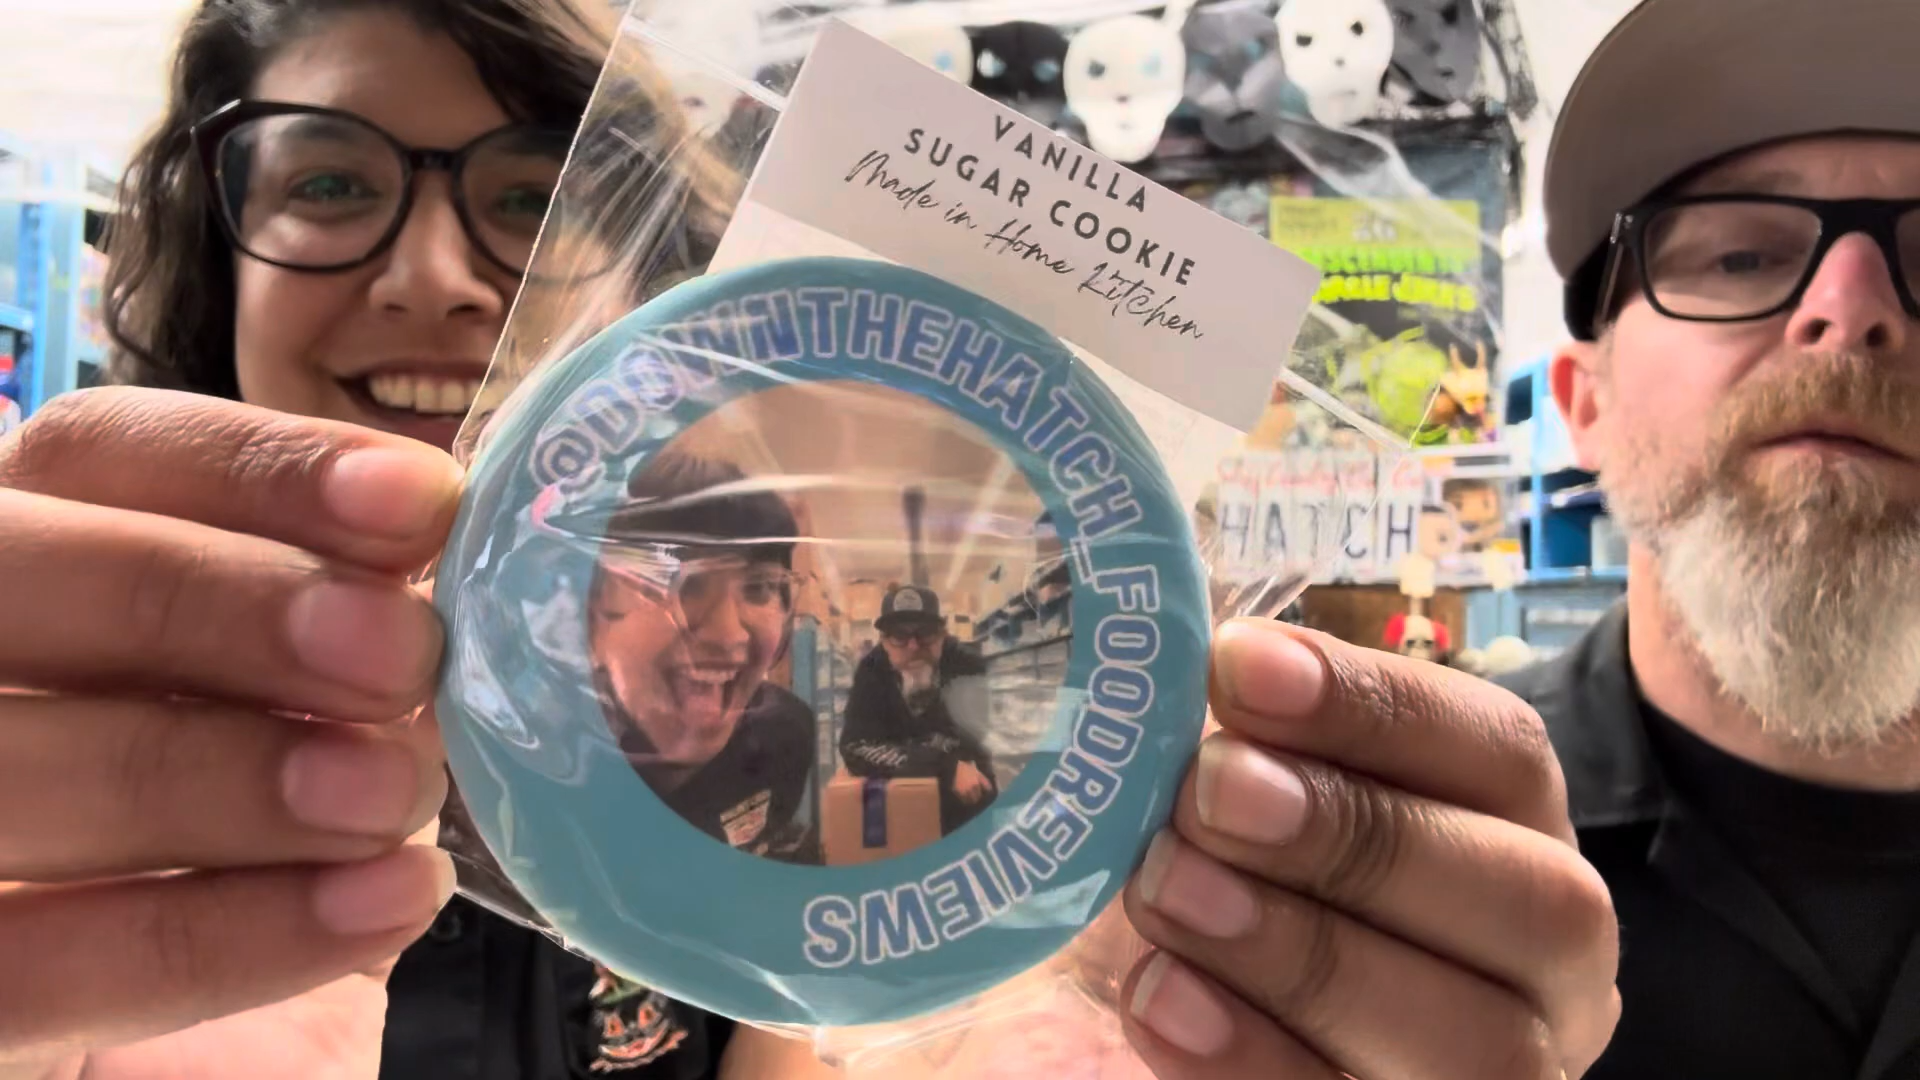 VANILLA
SUGAR COOKIE
Made in Home Kitchen
@DOWNTHEHATCH_FOODREVIEWS
HATCH